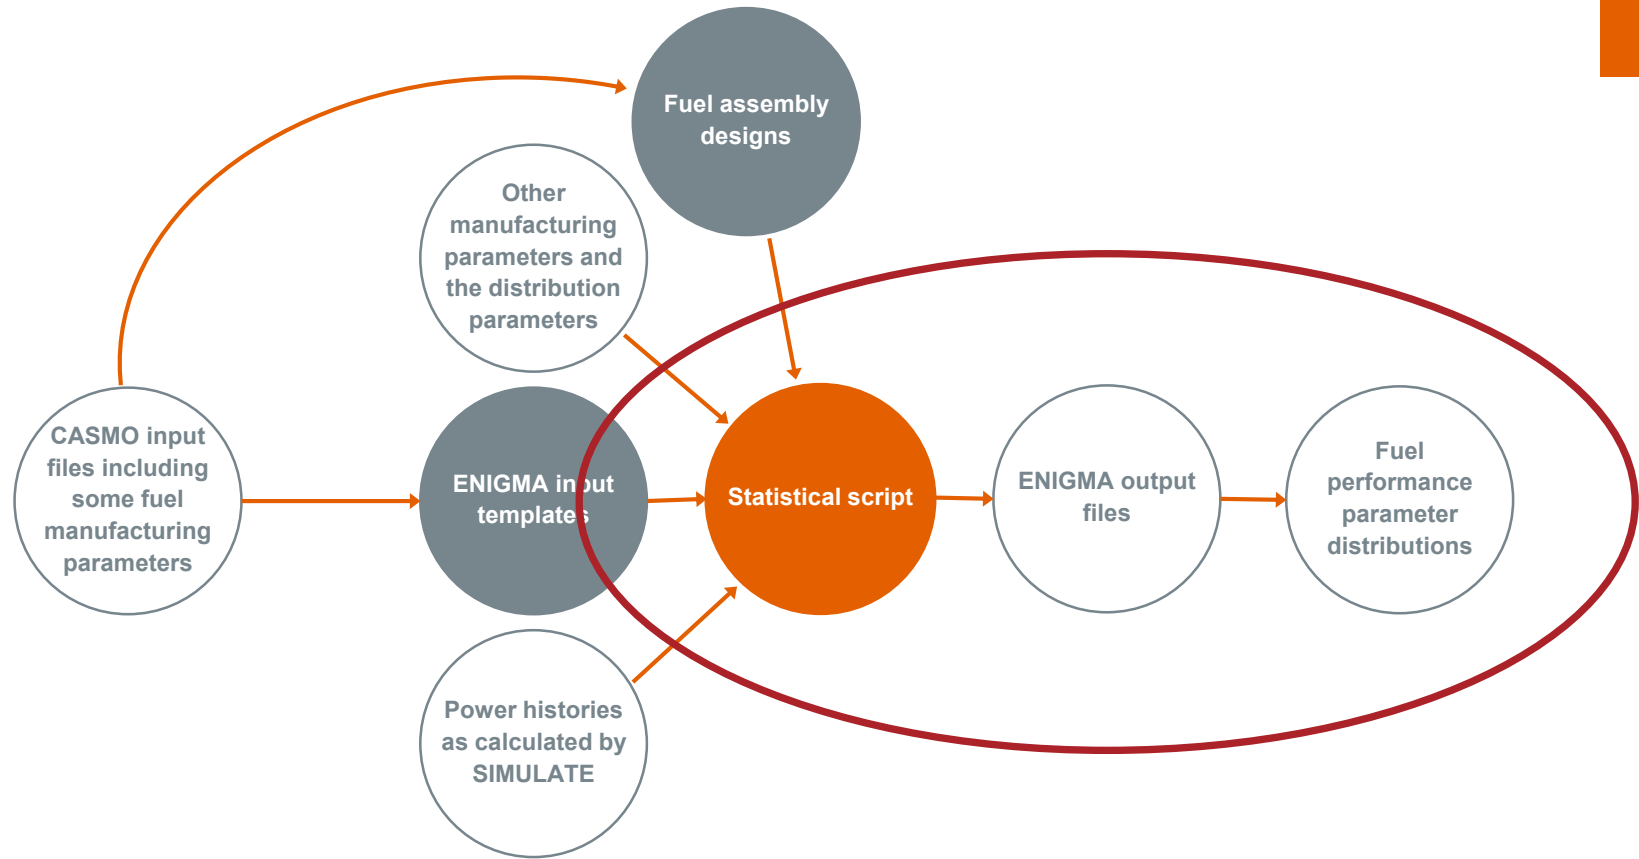 Fuel assembly
designs
Other
manufacturing
parameters and
the distribution
parameters
CASMO input
files including
some fuel
manufacturing
parameters
ENIGMA input
templates
Statistical script
ENIGMA output
files
Fuel
performance
parameter
distributions
Power histories
as calculated by
SIMULATE